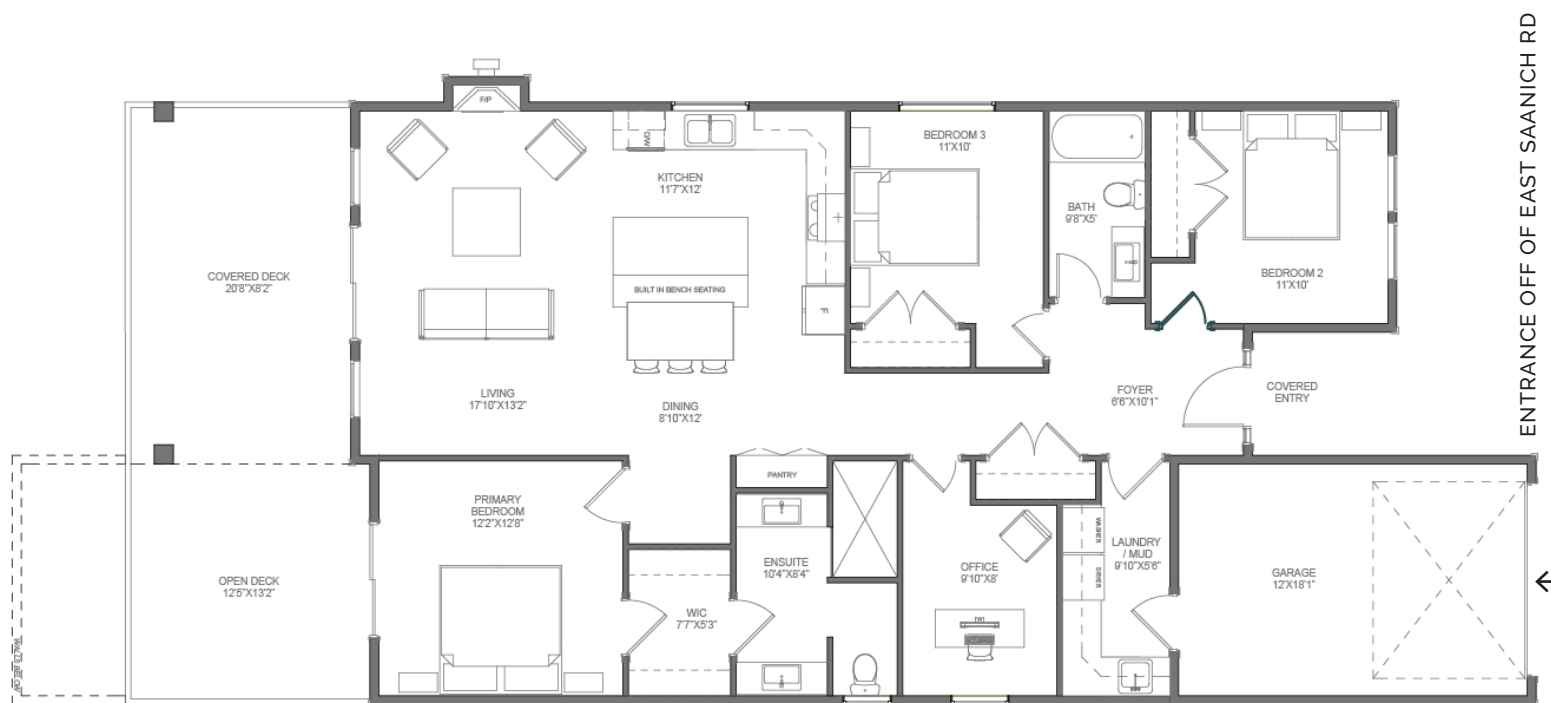 ENTRANCE OFF OF EAST SAANICH RD
F/P
D/W
KITCHEN
11'7"X12'
BEDROOM 3
11'X10'
BATH
9'8"X5'
BEDROOM 2
11'X10'
COVERED DECK
20'8"X8'2"
BUILT IN BENCH SEATING
F
LIVING
17'10"X13'2"
DINING
8'10"X12'
FOYER
6'6"X10'1"
COVERED
ENTRY
PANTRY
PRIMARY
BEDROOM
12'2"X12'8"
OPEN DECK
12'5"X13'2"
WIC
7'7"X5'3"
ENSUITE
10'4"X8'4"
OFFICE
9'10"X8'
WASHER
DRYER
LAUNDRY
/ MUD
9'10"X5'6"
GARAGE
12'X18'1"
WALLS BELOW